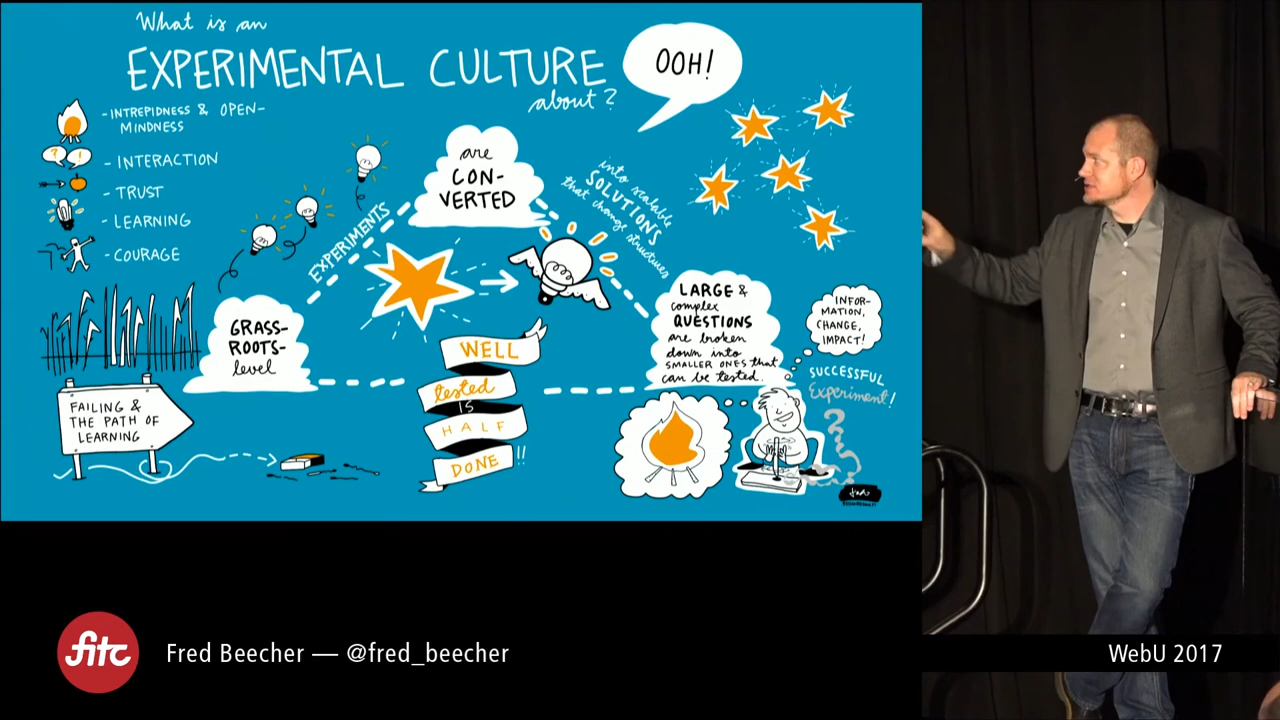 What is an
EXPERIMENTAL CULTURE
about?
OOH!
- INTREPIDNESS & OPEN-
MINDNESS
- INTERACTION
- TRUST
- LEARNING
- COURAGE
GRASS-
ROOTS-
level
EXPERIMENTS
are
CON-
VERTED
into scalable
SOLUTIONS
that change structures
LARGE &
complex
QUESTIONS
are broken
down into
SMALLER ONES that
can be tested.
INFOR-
MATION,
CHANGE,
IMPACT!
SUCCESSFUL
Experiment!
WELL
tested
IS
HALF
DONE!!
FAILING &
THE PATH OF
LEARNING
fitc
Fred Beecher — @fred_beecher
WebU 2017